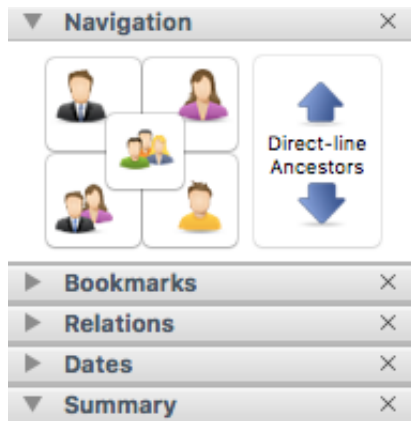 Navigation
Direct-line
Ancestors
Bookmarks
Relations
Dates
Summary